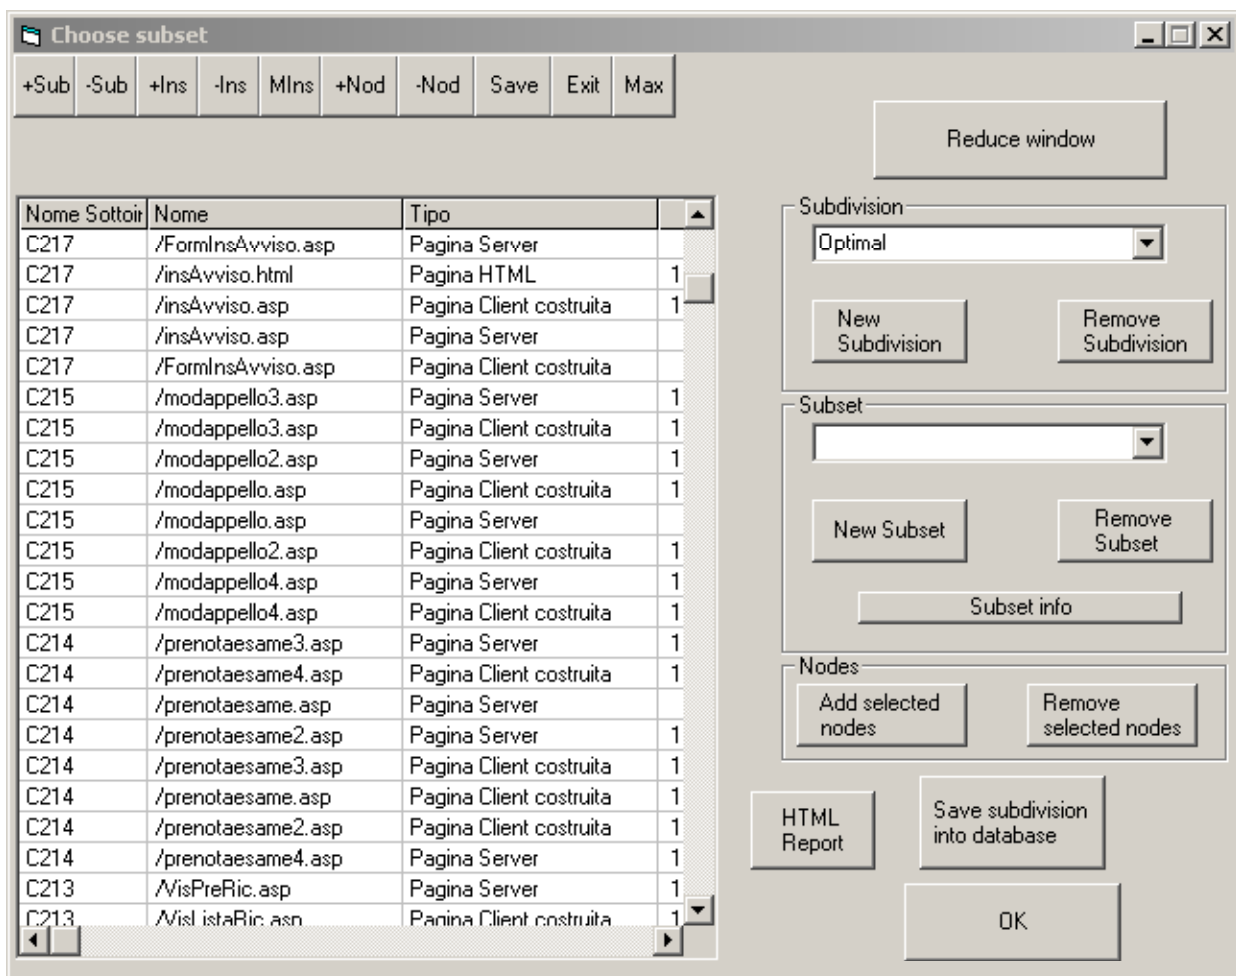 Choose subset
+Sub -Sub +Ins -Ins MIns +Nod -Nod Save Exit Max
Reduce window
Nome Sottoin Nome Tipo
C217 /FormInsAvviso.asp Pagina Server
C217 /insAvviso.html Pagina HTML 1
C217 /insAvviso.asp Pagina Client costruita 1
C217 /insAvviso.asp Pagina Server
C217 /FormInsAvviso.asp Pagina Client costruita
C215 /modappello3.asp Pagina Server 1
C215 /modappello3.asp Pagina Client costruita 1
C215 /modappello2.asp Pagina Server 1
C215 /modappello.asp Pagina Client costruita 1
C215 /modappello.asp Pagina Server
C215 /modappello2.asp Pagina Client costruita 1
C215 /modappello4.asp Pagina Server 1
C215 /modappello4.asp Pagina Client costruita 1
C214 /prenotaesame3.asp Pagina Server 1
C214 /prenotaesame4.asp Pagina Client costruita 1
C214 /prenotaesame.asp Pagina Server
C214 /prenotaesame2.asp Pagina Server 1
C214 /prenotaesame3.asp Pagina Client costruita 1
C214 /prenotaesame.asp Pagina Client costruita 1
C214 /prenotaesame2.asp Pagina Client costruita 1
C214 /prenotaesame4.asp Pagina Server 1
C213 /VisPreRic.asp Pagina Server 1
C213 /VisListaRic.asp Pagina Client costruita 1
Subdivision
Optimal
New
Subdivision
Remove
Subdivision
Subset
New Subset
Remove
Subset
Subset info
Nodes
Add selected
nodes
Remove
selected nodes
HTML
Report
Save subdivision
into database
OK